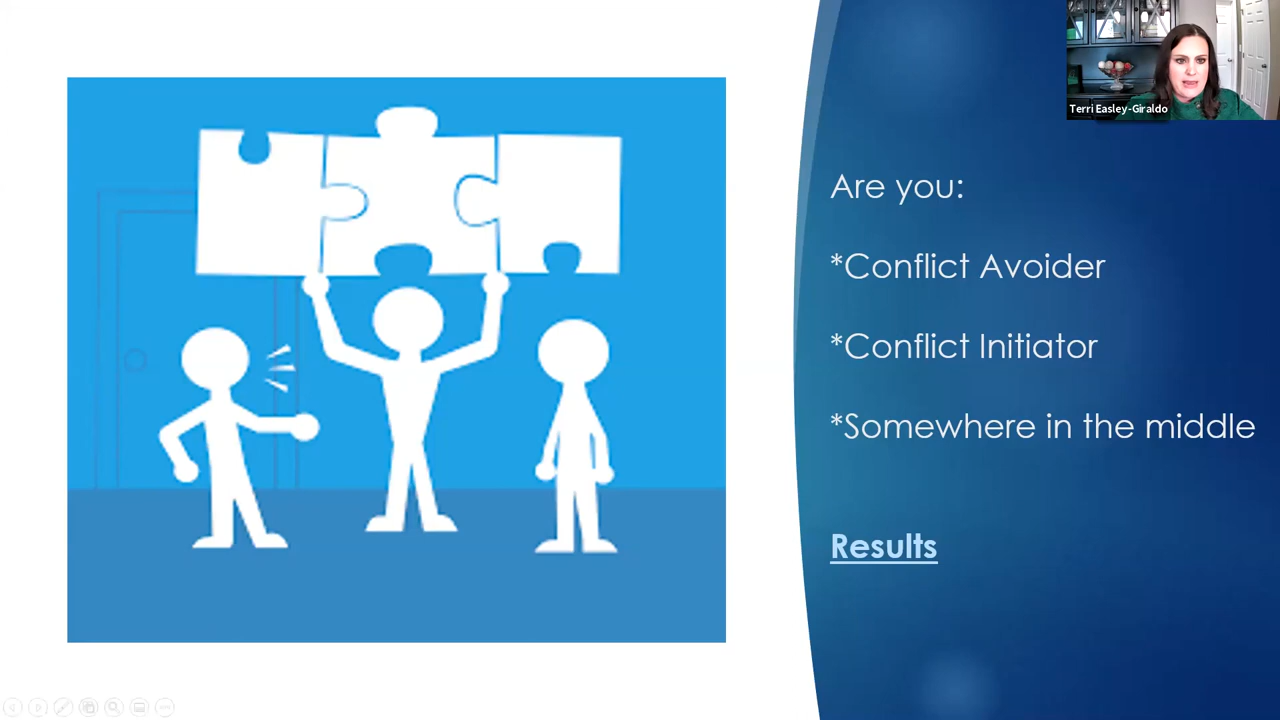 Terri Easley-Giraldo
Are you:
*Conflict Avoider
*Conflict Initiator
*Somewhere in the middle
Results